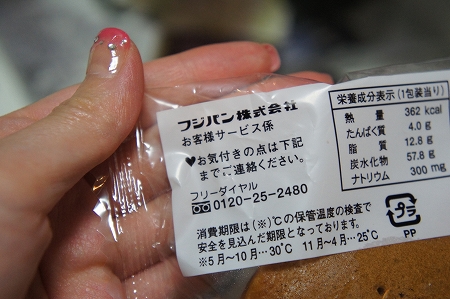 フジパン株式会社
お客様サービス係
♥お気付きの点は下記
までご連絡ください。
フリーダイヤル
0120-25-2480
消費期限は(※)℃の保管温度の検査で
安全を見込んだ期限となっております。
※5月～10月…30℃ 11月～4月…25℃
栄養成分表示(1包装当り)
熱量 362 kcal
たんぱく質 4.0 g
脂質 12.8 g
炭水化物 57.8 g
ナトリウム 300 mg
プラ
PP